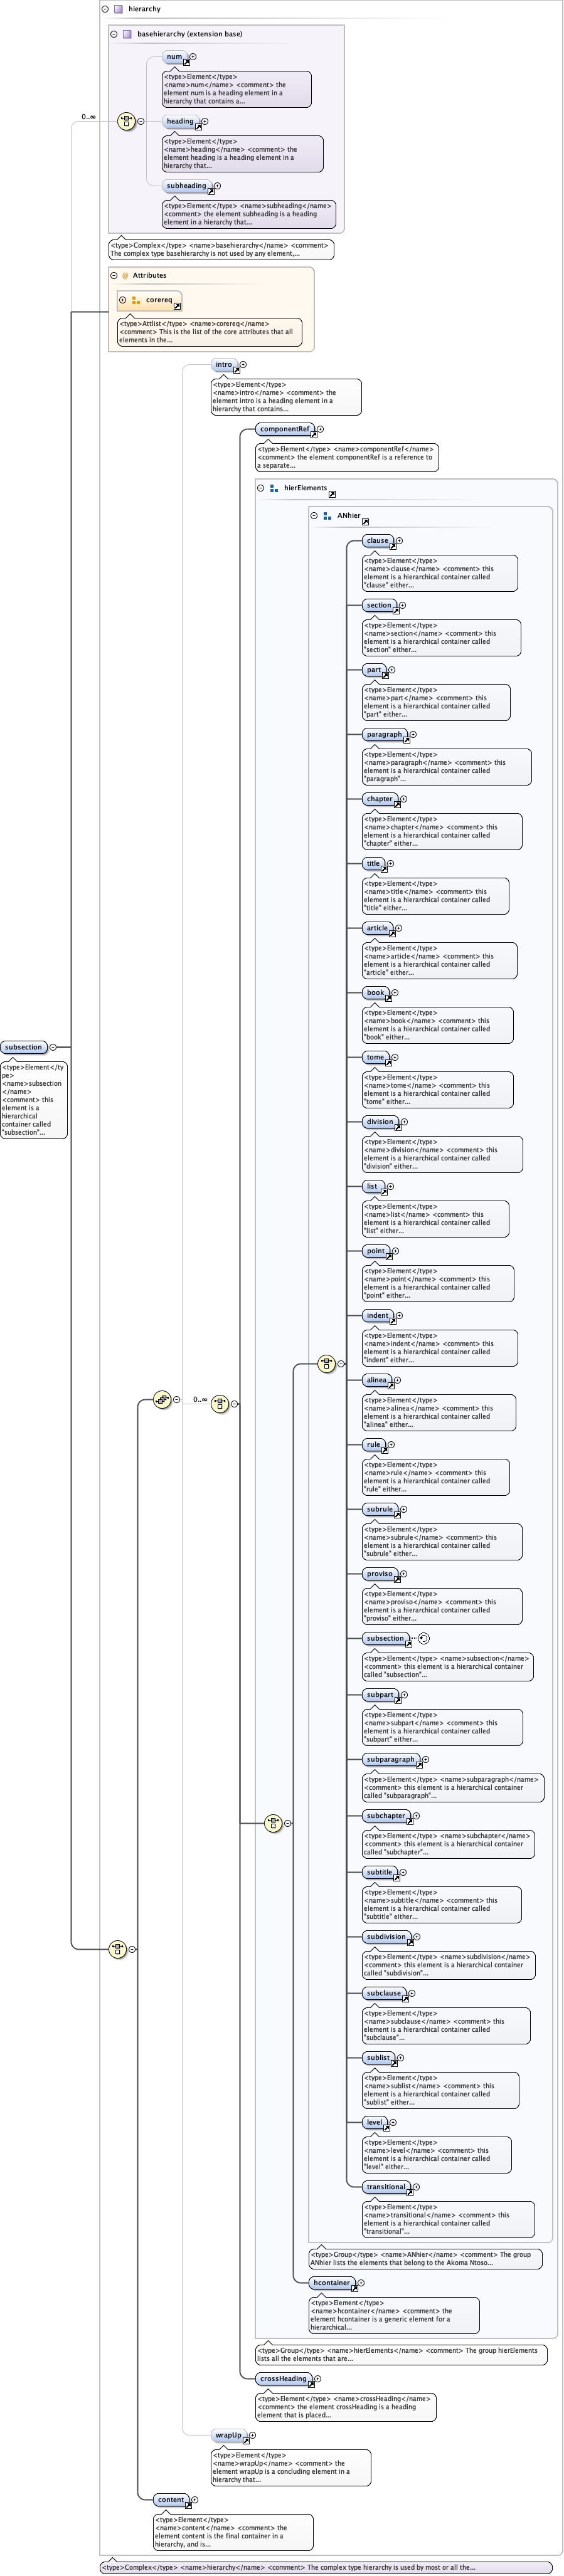 hierarchy
basehierarchy (extension base)
num
<type>Element</type>
<name>num</name> <comment> the
element num is a heading element in a
hierarchy that contains a...
0..∞
heading
<type>Element</type>
<name>heading</name> <comment> the
element heading is a heading element in a
hierarchy that...
subheading
<type>Element</type> <name>subheading</name>
<comment> the element subheading is a heading
element in a hierarchy that...
<type>Complex</type> <name>basehierarchy</name> <comment>
The complex type basehierarchy is not used by any element,...
Attributes
corereq
<type>Attlist</type> <name>corereq</name>
<comment> This is the list of the core attributes that all
elements in the...
intro
<type>Element</type>
<name>intro</name> <comment> the
element intro is a heading element in a
hierarchy that contains...
componentRef
<type>Element</type> <name>componentRef</name>
<comment> the element componentRef is a reference to
a separate...
hierElements
ANhier
clause
<type>Element</type>
<name>clause</name> <comment> this
element is a hierarchical container called
"clause" either...
section
<type>Element</type>
<name>section</name> <comment> this
element is a hierarchical container called
"section" either...
part
<type>Element</type>
<name>part</name> <comment> this
element is a hierarchical container called
"part" either...
paragraph
<type>Element</type>
<name>paragraph</name> <comment> this
element is a hierarchical container called
"paragraph"...
chapter
<type>Element</type>
<name>chapter</name> <comment> this
element is a hierarchical container called
"chapter" either...
title
<type>Element</type>
<name>title</name> <comment> this
element is a hierarchical container called
"title" either...
article
<type>Element</type>
<name>article</name> <comment> this
element is a hierarchical container called
"article" either...
book
<type>Element</type>
<name>book</name> <comment> this
element is a hierarchical container called
"book" either...
subsection
<type>Element</ty
pe>
<name>subsection
</name>
<comment> this
element is a
hierarchical
container called
"subsection"...
tome
<type>Element</type>
<name>tome</name> <comment> this
element is a hierarchical container called
"tome" either...
division
<type>Element</type>
<name>division</name> <comment> this
element is a hierarchical container called
"division" either...
list
<type>Element</type>
<name>list</name> <comment> this
element is a hierarchical container called
"list" either...
point
<type>Element</type>
<name>point</name> <comment> this
element is a hierarchical container called
"point" either...
indent
<type>Element</type>
<name>indent</name> <comment> this
element is a hierarchical container called
"indent" either...
alinea
<type>Element</type>
<name>alinea</name> <comment> this
element is a hierarchical container called
"alinea" either...
0..∞
rule
<type>Element</type>
<name>rule</name> <comment> this
element is a hierarchical container called
"rule" either...
subrule
<type>Element</type>
<name>subrule</name> <comment> this
element is a hierarchical container called
"subrule" either...
proviso
<type>Element</type>
<name>proviso</name> <comment> this
element is a hierarchical container called
"proviso" either...
subsection
<type>Element</type> <name>subsection</name>
<comment> this element is a hierarchical container
called "subsection"...
subpart
<type>Element</type>
<name>subpart</name> <comment> this
element is a hierarchical container called
"subpart" either...
subparagraph
<type>Element</type> <name>subparagraph</name>
<comment> this element is a hierarchical container
called "subparagraph"...
subchapter
<type>Element</type> <name>subchapter</name>
<comment> this element is a hierarchical container
called "subchapter"...
subtitle
<type>Element</type>
<name>subtitle</name> <comment> this
element is a hierarchical container called
"subtitle" either...
subdivision
<type>Element</type> <name>subdivision</name>
<comment> this element is a hierarchical container
called "subdivision"...
subclause
<type>Element</type>
<name>subclause</name> <comment> this
element is a hierarchical container called
"subclause"...
sublist
<type>Element</type>
<name>sublist</name> <comment> this
element is a hierarchical container called
"sublist" either...
level
<type>Element</type>
<name>level</name> <comment> this
element is a hierarchical container called
"level" either...
transitional
<type>Element</type>
<name>transitional</name> <comment> this
element is a hierarchical container called
"transitional"...
<type>Group</type> <name>ANhier</name> <comment> The group
ANhier lists the elements that belong to the Akoma Ntoso...
hcontainer
<type>Element</type>
<name>hcontainer</name> <comment> the
element hcontainer is a generic element for a
hierarchical...
<type>Group</type> <name>hierElements</name> <comment> The group hierElements
lists all the elements that are...
crossHeading
<type>Element</type> <name>crossHeading</name>
<comment> the element crossHeading is a heading
element that is placed...
wrapUp
<type>Element</type>
<name>wrapUp</name> <comment> the
element wrapUp is a concluding element in a
hierarchy that...
content
<type>Element</type>
<name>content</name> <comment> the
element content is the final container in a
hierarchy, and is...
<type>Complex</type> <name>hierarchy</name> <comment> The complex type hierarchy is used by most or all the...